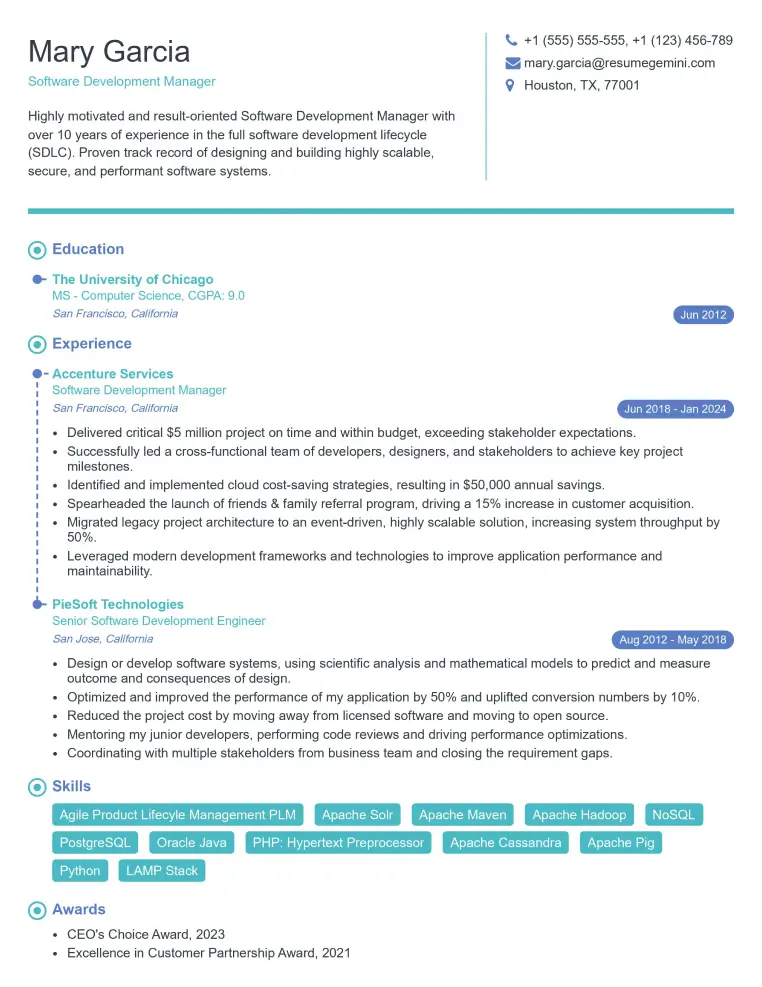 Mary Garcia
Software Development Manager
Highly motivated and result-oriented Software Development Manager with
over 10 years of experience in the full software development lifecycle
(SDLC). Proven track record of designing and building highly scalable,
secure, and performant software systems.
+1 (555) 555-555, +1 (123) 456-789
mary.garcia@resumegemini.com
Houston, TX, 77001
Education
The University of Chicago
MS - Computer Science, CGPA: 9.0
San Francisco, California
Jun 2012
Experience
Accenture Services
Software Development Manager
San Francisco, California
Jun 2018 - Jan 2024
• Delivered critical $5 million project on time and within budget, exceeding stakeholder expectations.
• Successfully led a cross-functional team of developers, designers, and stakeholders to achieve key project
milestones.
• Identified and implemented cloud cost-saving strategies, resulting in $50,000 annual savings.
• Spearheaded the launch of friends & family referral program, driving a 15% increase in customer acquisition.
• Migrated legacy project architecture to an event-driven, highly scalable solution, increasing system throughput by
50%.
• Leveraged modern development frameworks and technologies to improve application performance and
maintainability.
PieSoft Technologies
Senior Software Development Engineer
San Jose, California
Aug 2012 - May 2018
• Design or develop software systems, using scientific analysis and mathematical models to predict and measure
outcome and consequences of design.
• Optimized and improved the performance of my application by 50% and uplifted conversion numbers by 10%.
• Reduced the project cost by moving away from licensed software and moving to open source.
• Mentoring my junior developers, performing code reviews and driving performance optimizations.
• Coordinating with multiple stakeholders from business team and closing the requirement gaps.
Skills
Agile Product Lifecyle Management PLM Apache Solr Apache Maven Apache Hadoop NoSQL
PostgreSQL Oracle Java PHP: Hypertext Preprocessor Apache Cassandra Apache Pig
Python LAMP Stack
Awards
• CEO's Choice Award, 2023
• Excellence in Customer Partnership Award, 2021